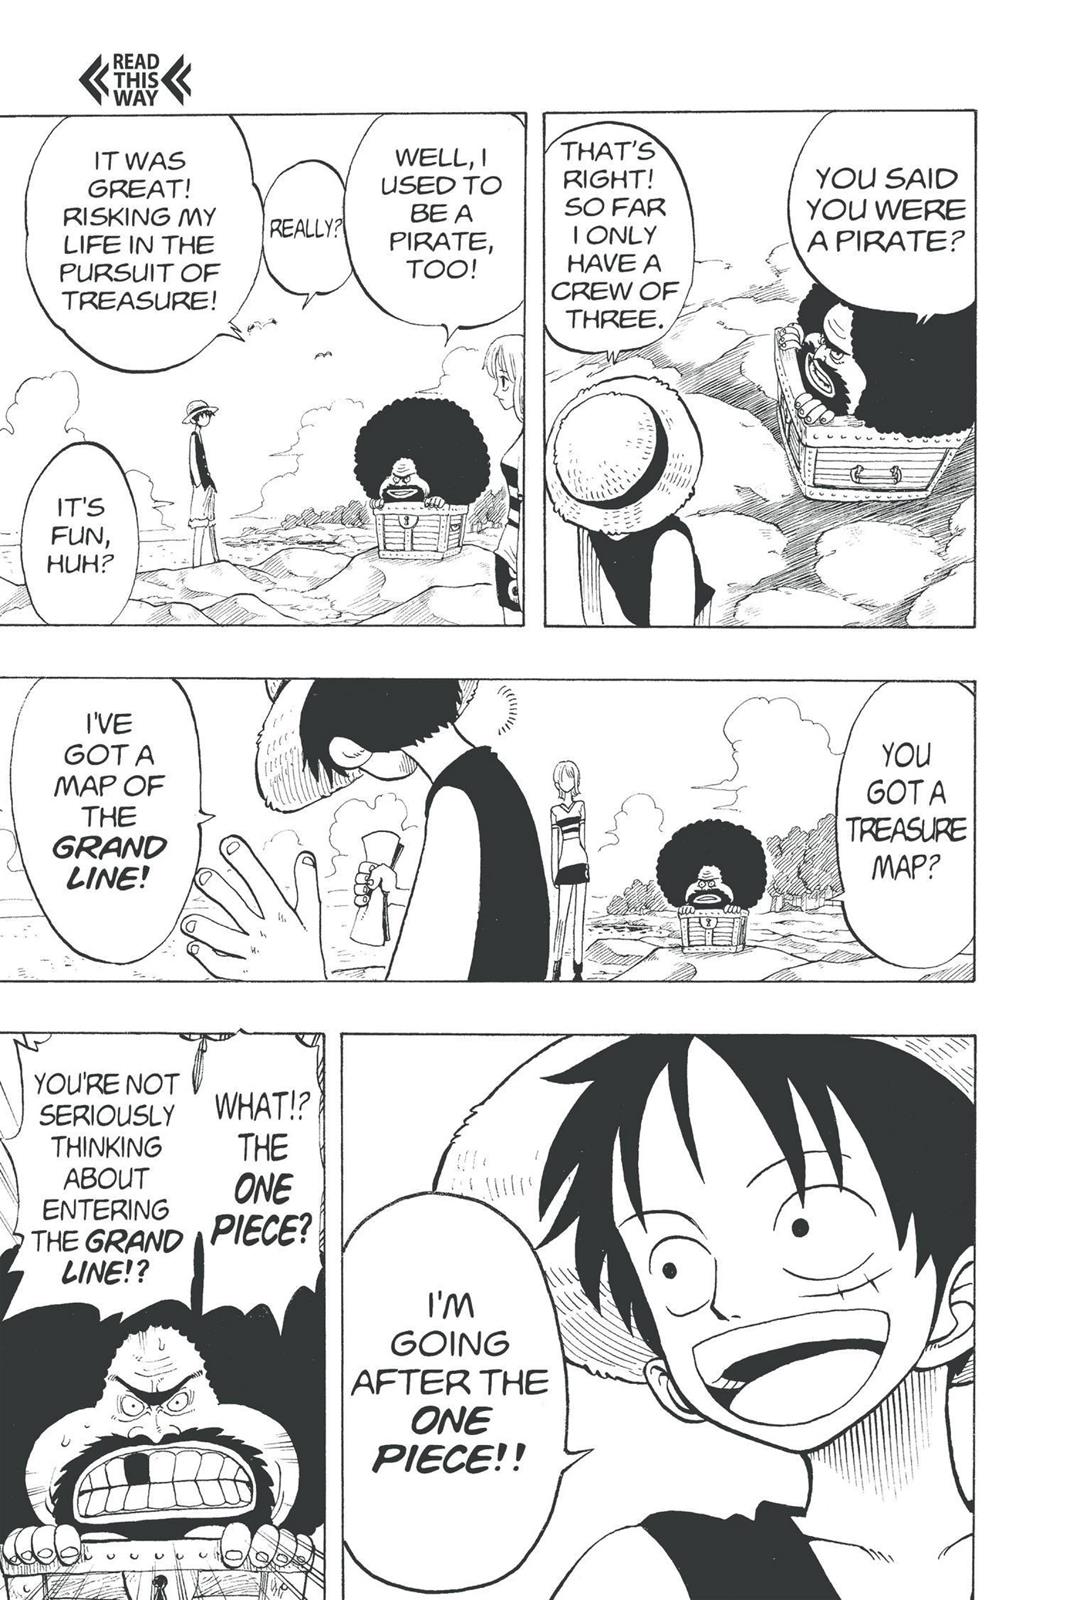 READ
THIS
WAY
YOU SAID
YOU WERE
A PIRATE?
THAT'S
RIGHT!
SO FAR
I ONLY
HAVE A
CREW OF
THREE.
WELL, I
USED TO
BE A
PIRATE,
TOO!
REALLY?
IT WAS
GREAT!
RISKING MY
LIFE IN THE
PURSUIT OF
TREASURE!
IT'S
FUN,
HUH?
YOU
GOT A
TREASURE
MAP?
I'VE
GOT A
MAP OF
THE
GRAND
LINE!
I'M
GOING
AFTER THE
ONE
PIECE!!
WHAT!?
THE
ONE
PIECE?
YOU'RE NOT
SERIOUSLY
THINKING
ABOUT
ENTERING
THE GRAND
LINE!?